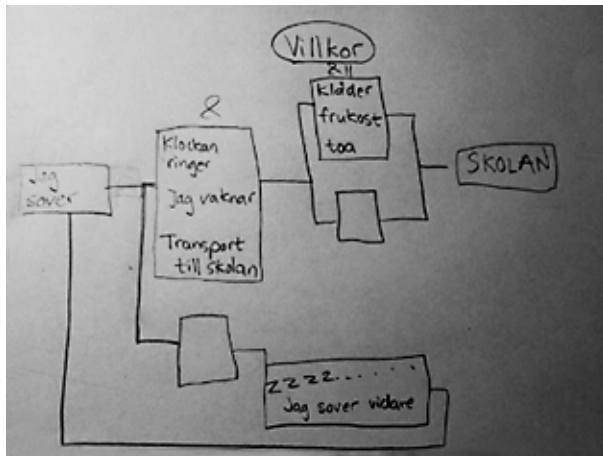 Villkor
& ||
Kläder
frukost
toa
&
Klockan
ringer
Jag vaknar
Transport
till skolan
Jag
sover
SKOLAN
ZZZZ.......
Jag sover vidare